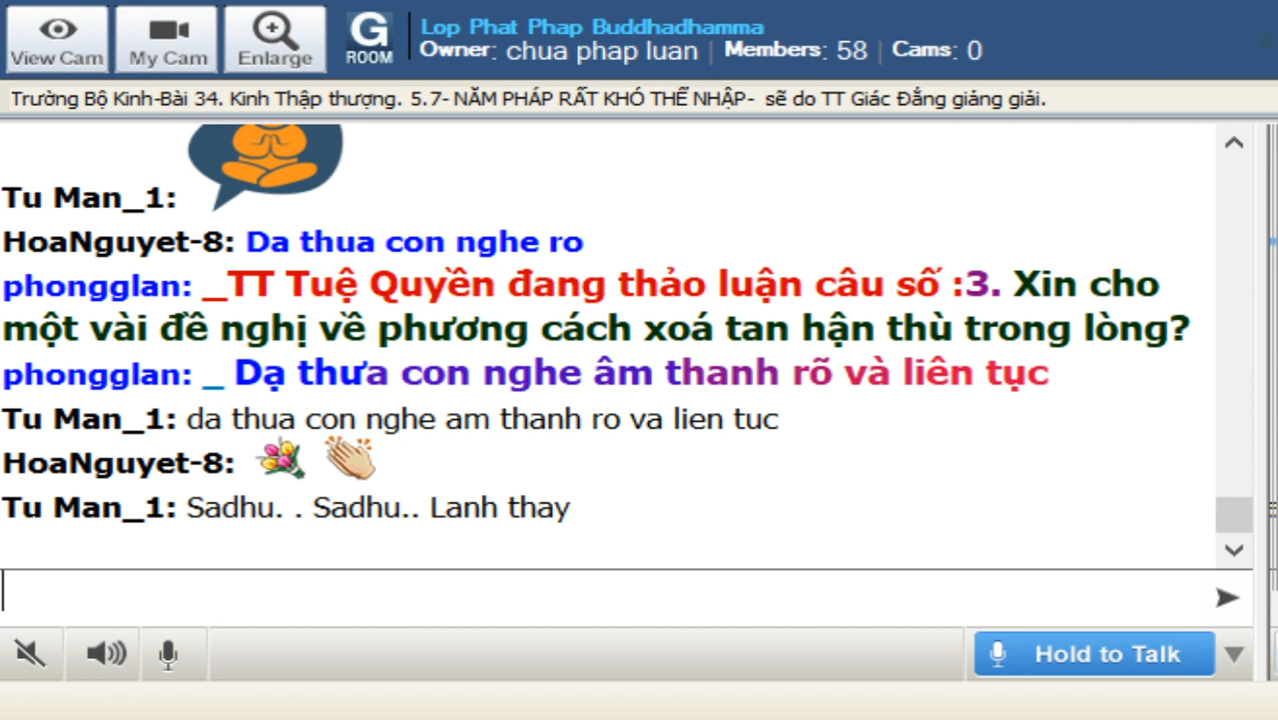 View Cam
My Cam
Enlarge
G
ROOM
Lop Phat Phap Buddhadhamma
Owner: chua phap luan | Members: 58 | Cams: 0
Trường Bộ Kinh-Bài 34. Kinh Thập thượng. 5.7- NĂM PHÁP RẤT KHÓ THỂ NHẬP- sẽ do TT Giác Đẳng giảng giải.
Tu Man_1:
HoaNguyet-8: Da thua con nghe ro
phongglan: _TT Tuệ Quyền đang thảo luận câu số :3. Xin cho
một vài đề nghị về phương cách xoá tan hận thù trong lòng?
phongglan: _ Dạ thưa con nghe âm thanh rõ và liên tục
Tu Man_1: da thua con nghe am thanh ro va lien tuc
HoaNguyet-8:
Tu Man_1: Sadhu. . Sadhu.. Lanh thay
Hold to Talk